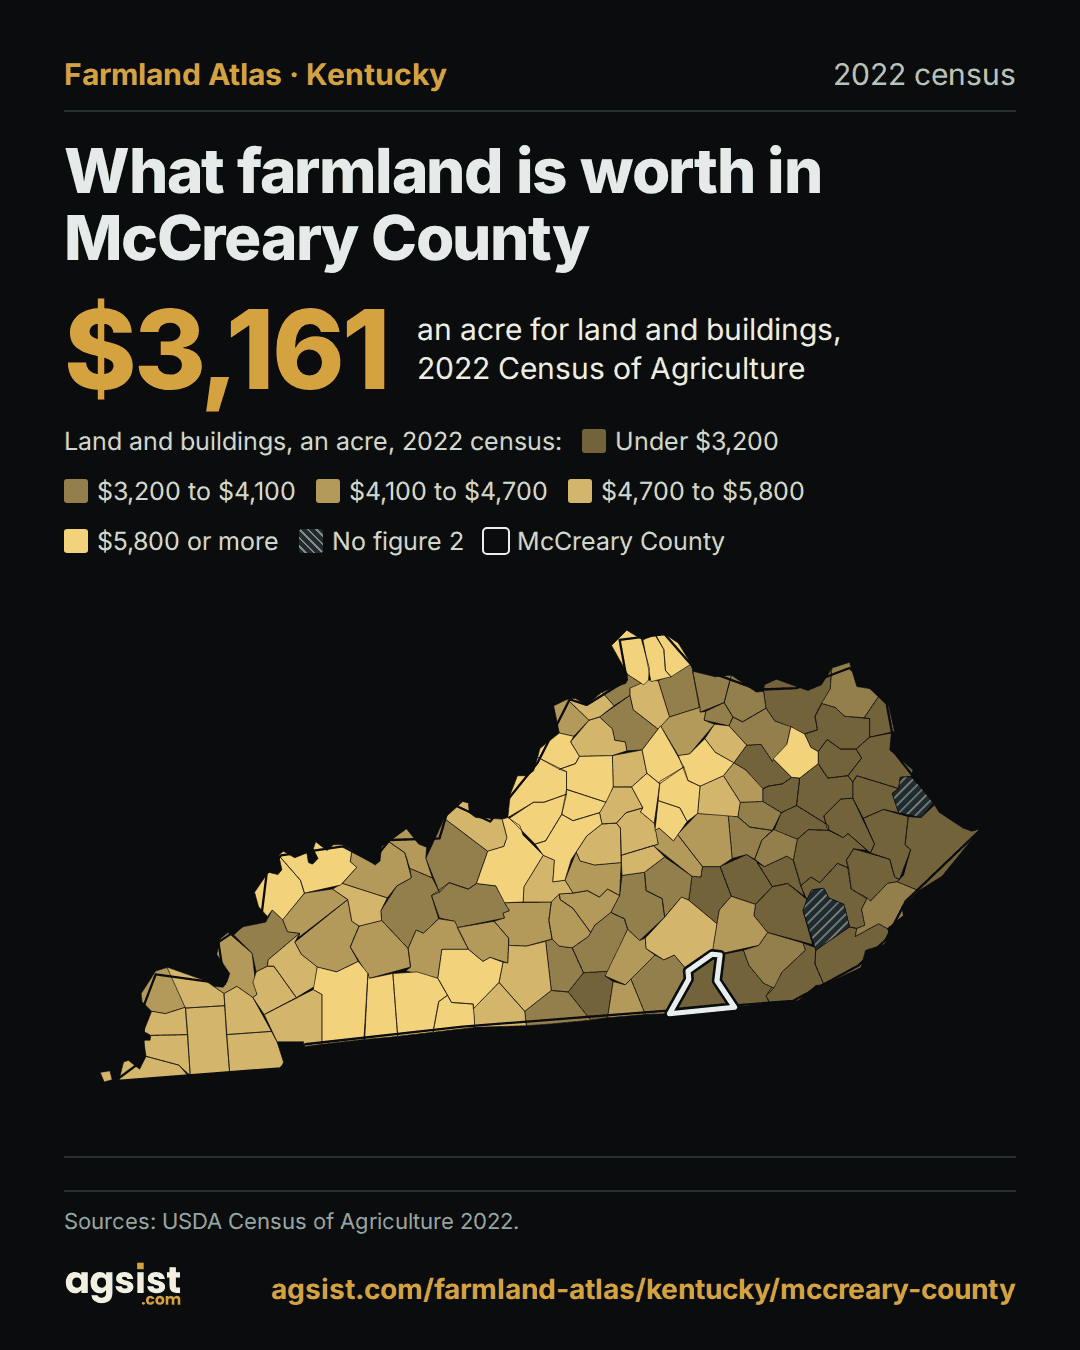 Farmland Atlas · Kentucky
2022 census
What farmland is worth in
McCreary County
$3,161
an acre for land and buildings,
2022 Census of Agriculture
Land and buildings, an acre, 2022 census: Under $3,200
$3,200 to $4,100 $4,100 to $4,700 $4,700 to $5,800
$5,800 or more No figure 2 McCreary County
Sources: USDA Census of Agriculture 2022.
agsist
.com
agsist.com/farmland-atlas/kentucky/mccreary-county